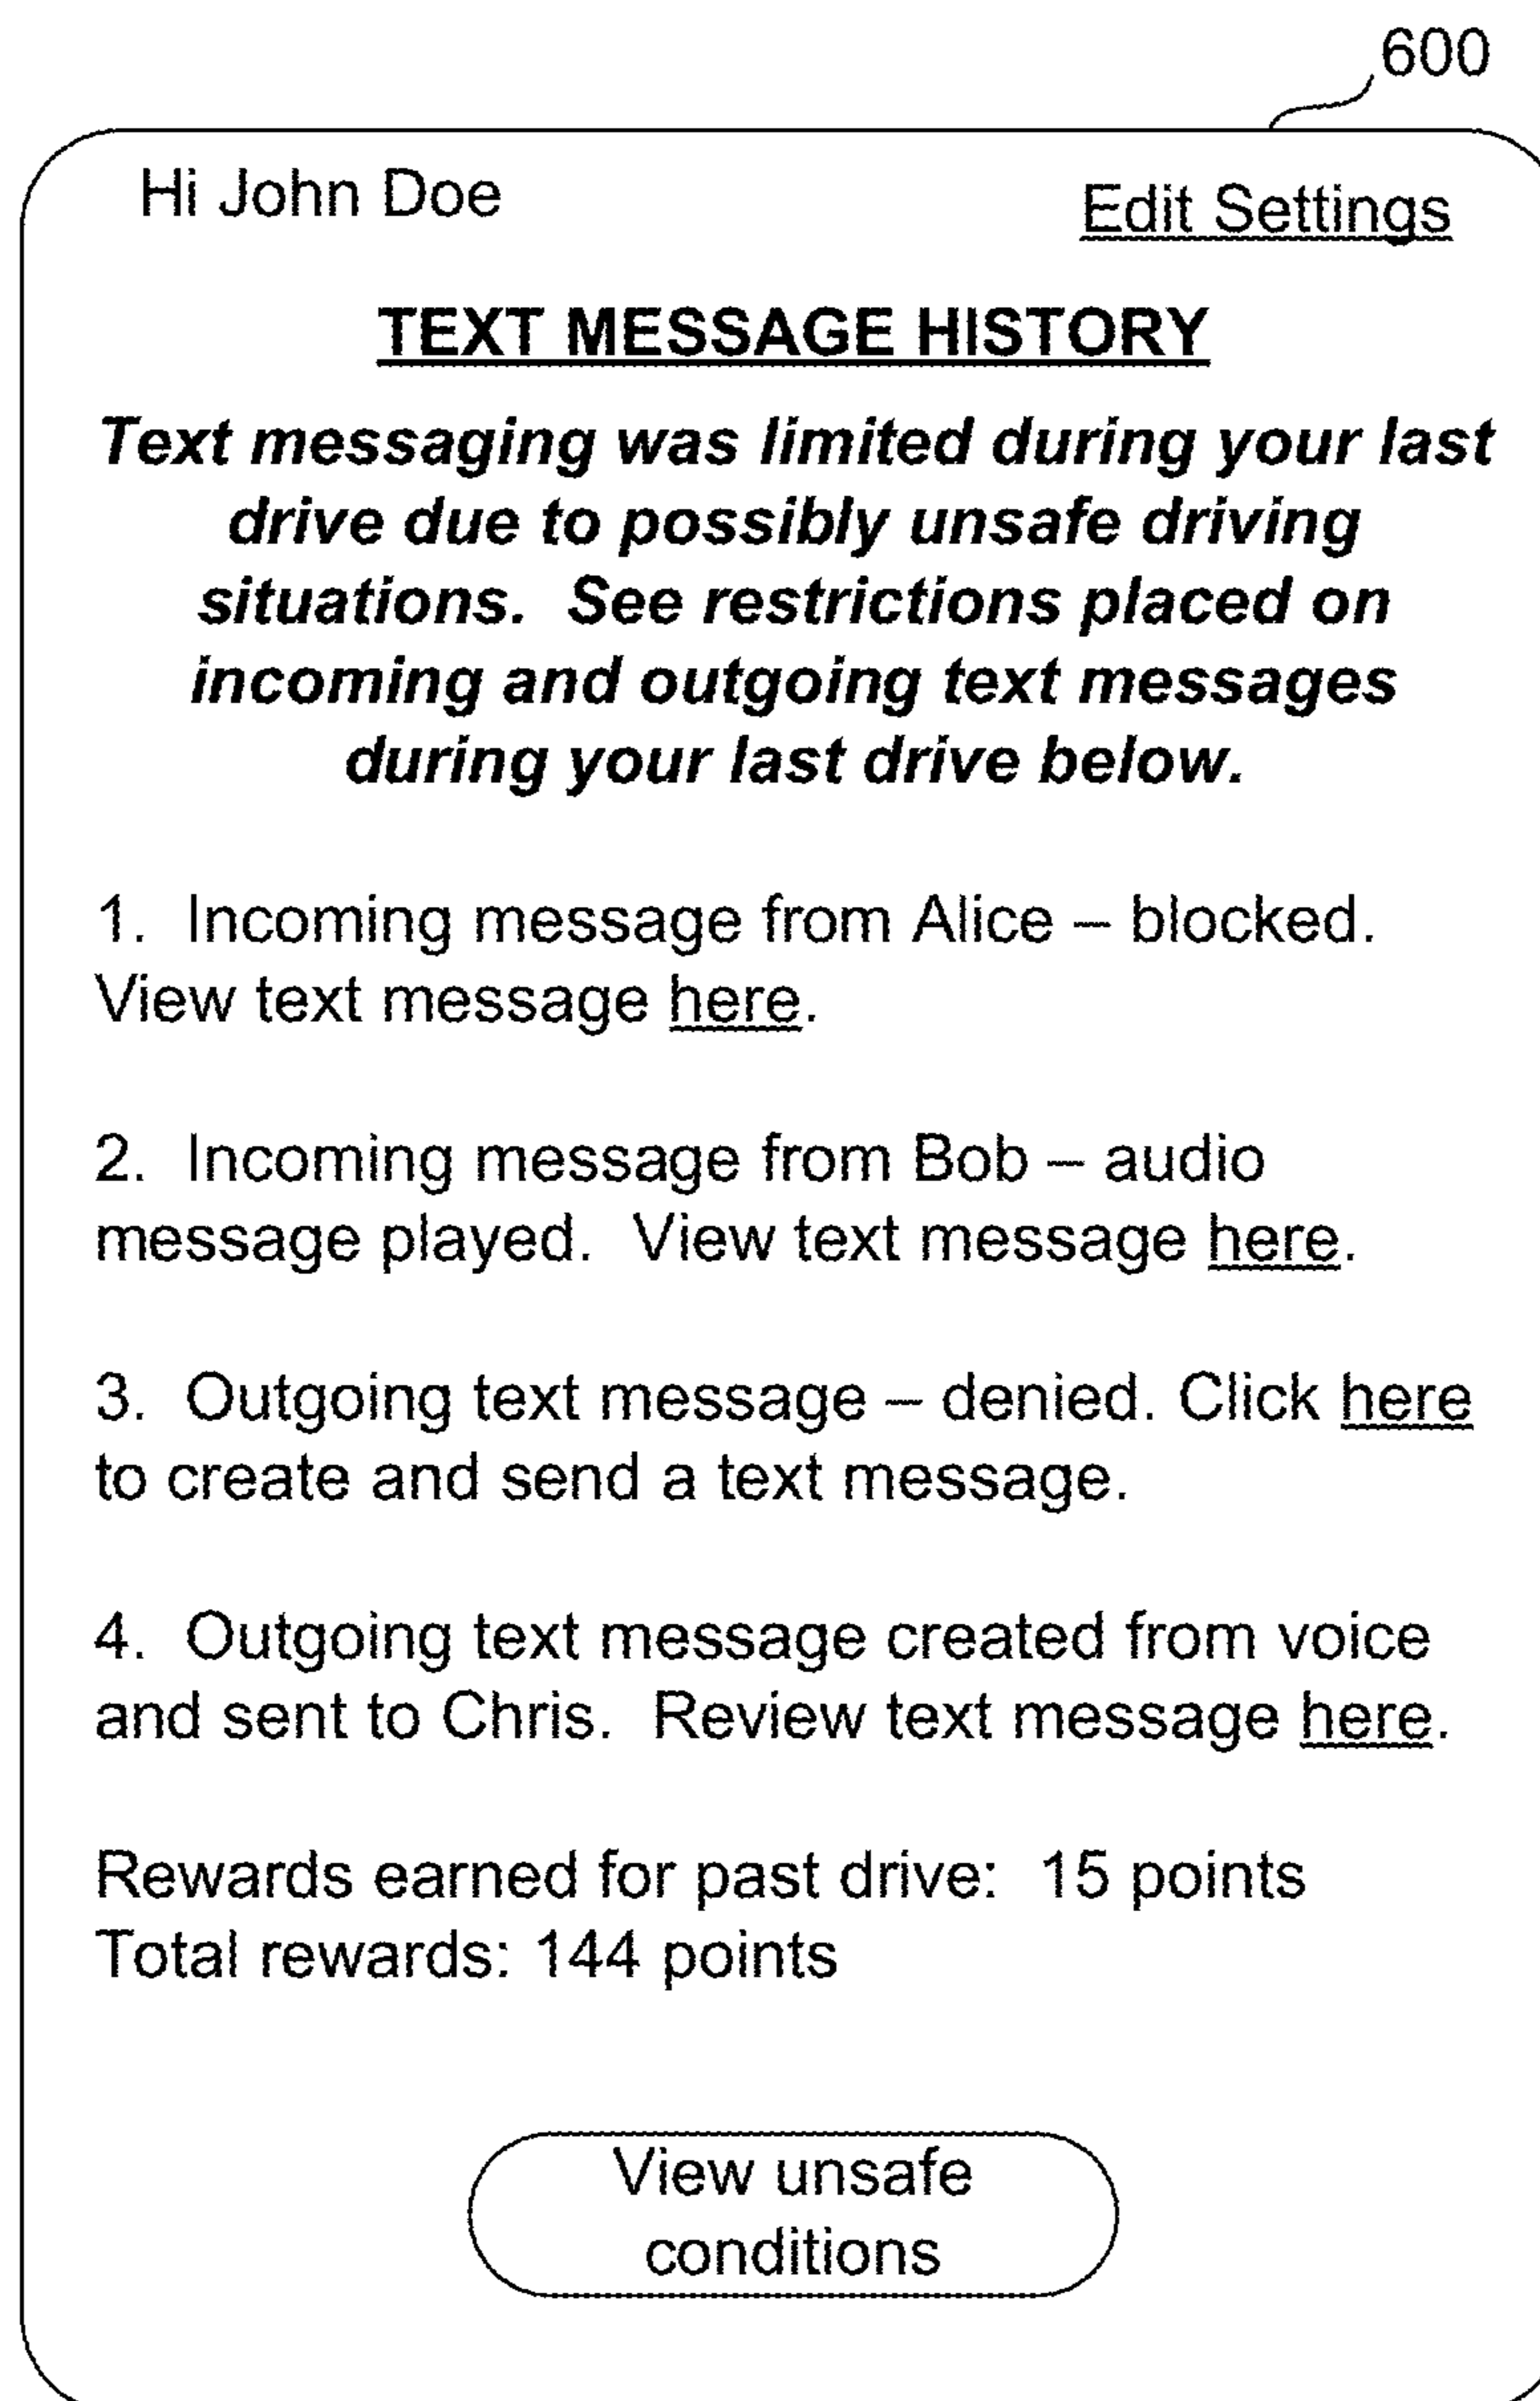 600
Hi John Doe
Edit Settings
TEXT MESSAGE HISTORY
Text messaging was limited during your last
drive due to possibly unsafe driving
situations. See restrictions placed on
incoming and outgoing text messages
during your last drive below.
1. Incoming message from Alice – blocked.
View text message here.
2. Incoming message from Bob – audio
message played. View text message here.
3. Outgoing text message – denied. Click here
to create and send a text message.
4. Outgoing text message created from voice
and sent to Chris. Review text message here.
Rewards earned for past drive: 15 points
Total rewards: 144 points
View unsafe
conditions